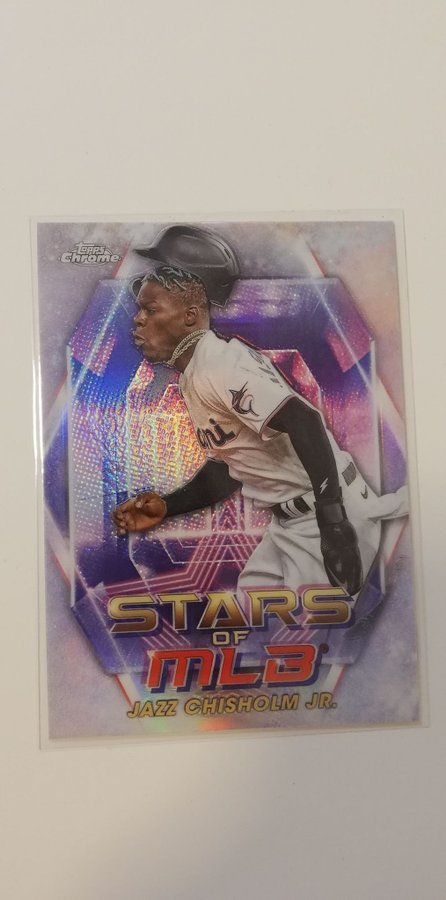 Topps
Chrome
STARS
OF
MLB
JAZZ CHISHOLM JR.